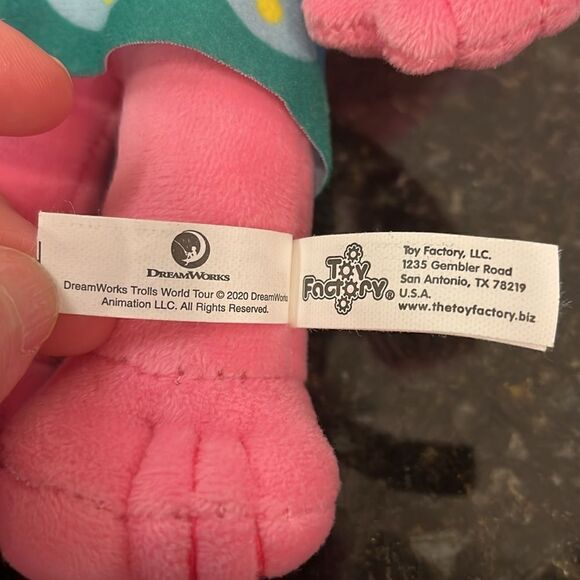 DREAMWORKS
DreamWorks Trolls World Tour © 2020 DreamWorks
Animation LLC. All Rights Reserved.
Toy
Factory®
Toy Factory, LLC.
1235 Gembler Road
San Antonio, TX 78219
U.S.A.
www.thetoyfactory.biz